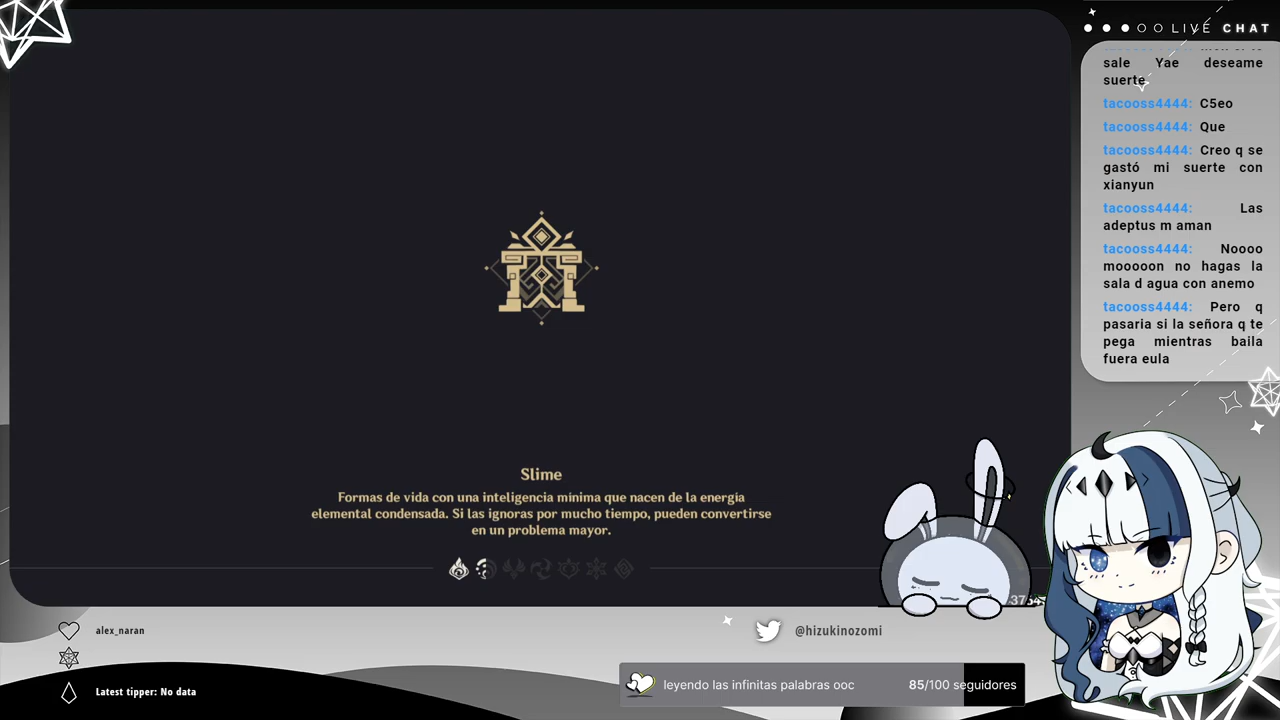 ○○LIVE CHAT
sale Yae deseame
suerte
tacooss4444: C5eo
tacooss4444: Que
tacooss4444: Creo q se
gastó mi suerte con
xianyun
tacooss4444: Las
adeptus m aman
tacooss4444: Noooo
mooooon no hagas la
sala d agua con anemo
tacooss4444: Pero q
pasaria si la señora q te
pega mientras baila
fuera eula
Slime
Formas de vida con una inteligencia mínima que nacen de la energía
elemental condensada. Si las ignoras por mucho tiempo, pueden convertirse
en un problema mayor.
alex_naran
@hizukinozomi
leyendo las infinitas palabras ooc 85/100 seguidores
Latest tipper: No data